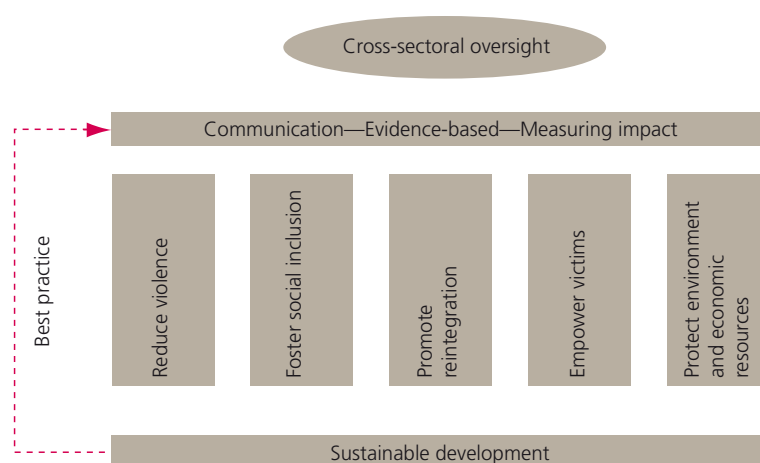 Cross-sectoral oversight
Communication—Evidence-based—Measuring impact
Best practice
Reduce violence
Foster social inclusion
Promote
reintegration
Empower victims
Protect environment
and economic
resources
Sustainable development